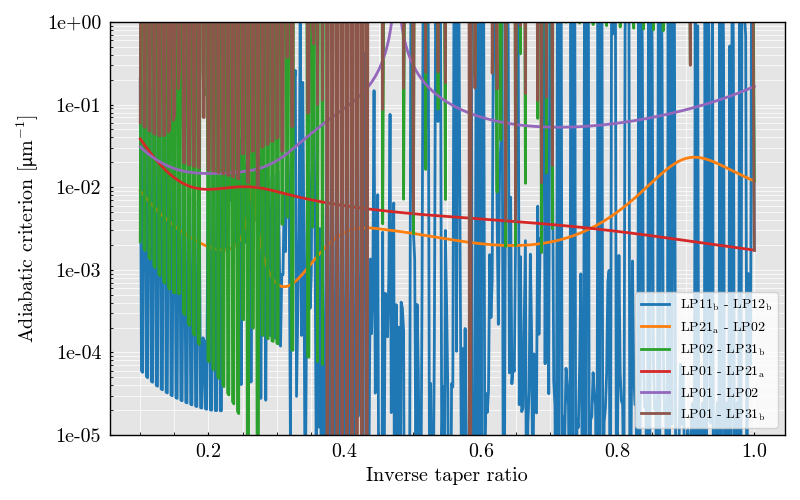 1e+00
1e-01
1e-02
1e-03
1e-04
1e-05
Adiabatic criterion [μm⁻¹]
0.2 0.4 0.6 0.8 1.0
Inverse taper ratio
LP11b - LP12b
LP21a - LP02
LP02 - LP31b
LP01 - LP21a
LP01 - LP02
LP01 - LP31b